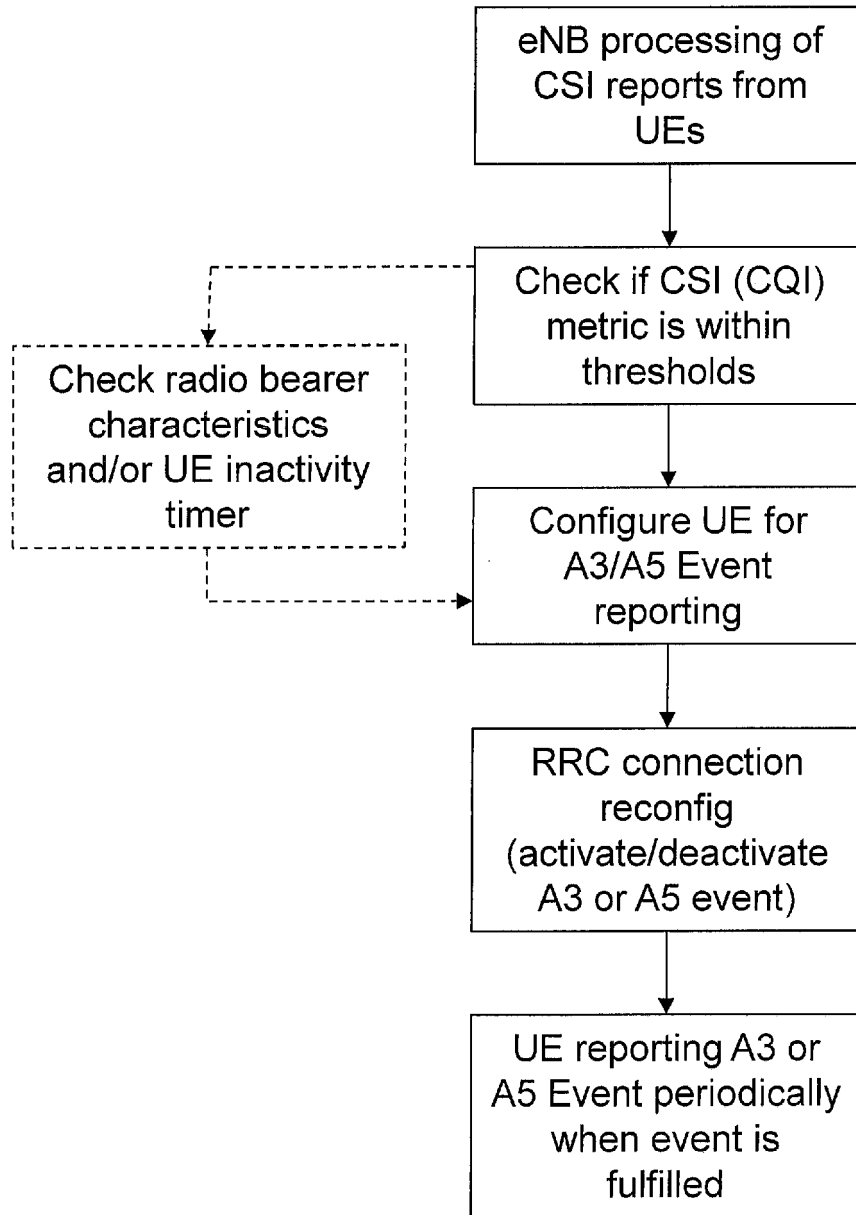 eNB processing of
CSI reports from
UEs
Check if CSI (CQI)
metric is within
thresholds
Check radio bearer
characteristics
and/or UE inactivity
timer
Configure UE for
A3/A5 Event
reporting
RRC connection
reconfig
(activate/deactivate
A3 or A5 event)
UE reporting A3 or
A5 Event periodically
when event is
fulfilled